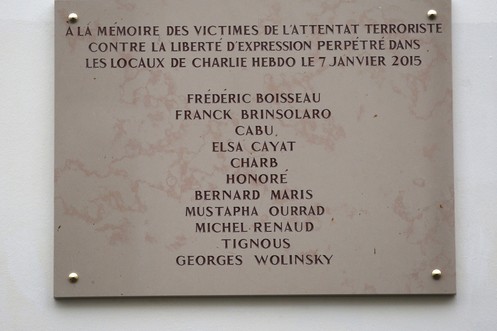 À LA MÉMOIRE DES VICTIMES DE L'ATTENTAT TERRORISTE
CONTRE LA LIBERTÉ D'EXPRESSION PERPÉTRÉ DANS
LES LOCAUX DE CHARLIE HEBDO LE 7 JANVIER 2015
FRÉDÉRIC BOISSEAU
FRANCK BRINSOLARO
CABU
ELSA CAYAT
CHARB
HONORÉ
BERNARD MARIS
MUSTAPHA OURRAD
MICHEL RENAUD
TIGNOUS
GEORGES WOLINSKY